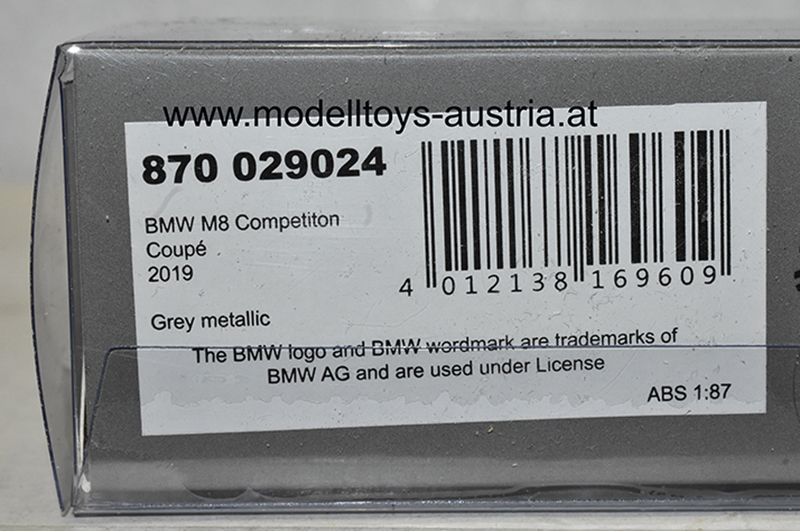 www.modelltoys-austria.at
870 029024
BMW M8 Competiton
Coupé
2019
Grey metallic
4 012138 169609
The BMW logo and BMW wordmark are trademarks of
BMW AG and are used under License
ABS 1:87